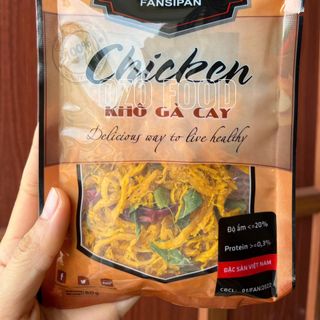 FANSIPAN
100%
Chicken
KHÔ GÀ CAY
Delicious way to live healthy
Độ ẩm <=20%
Protein >=0,3%
ĐẶC SẢN VIỆT NAM